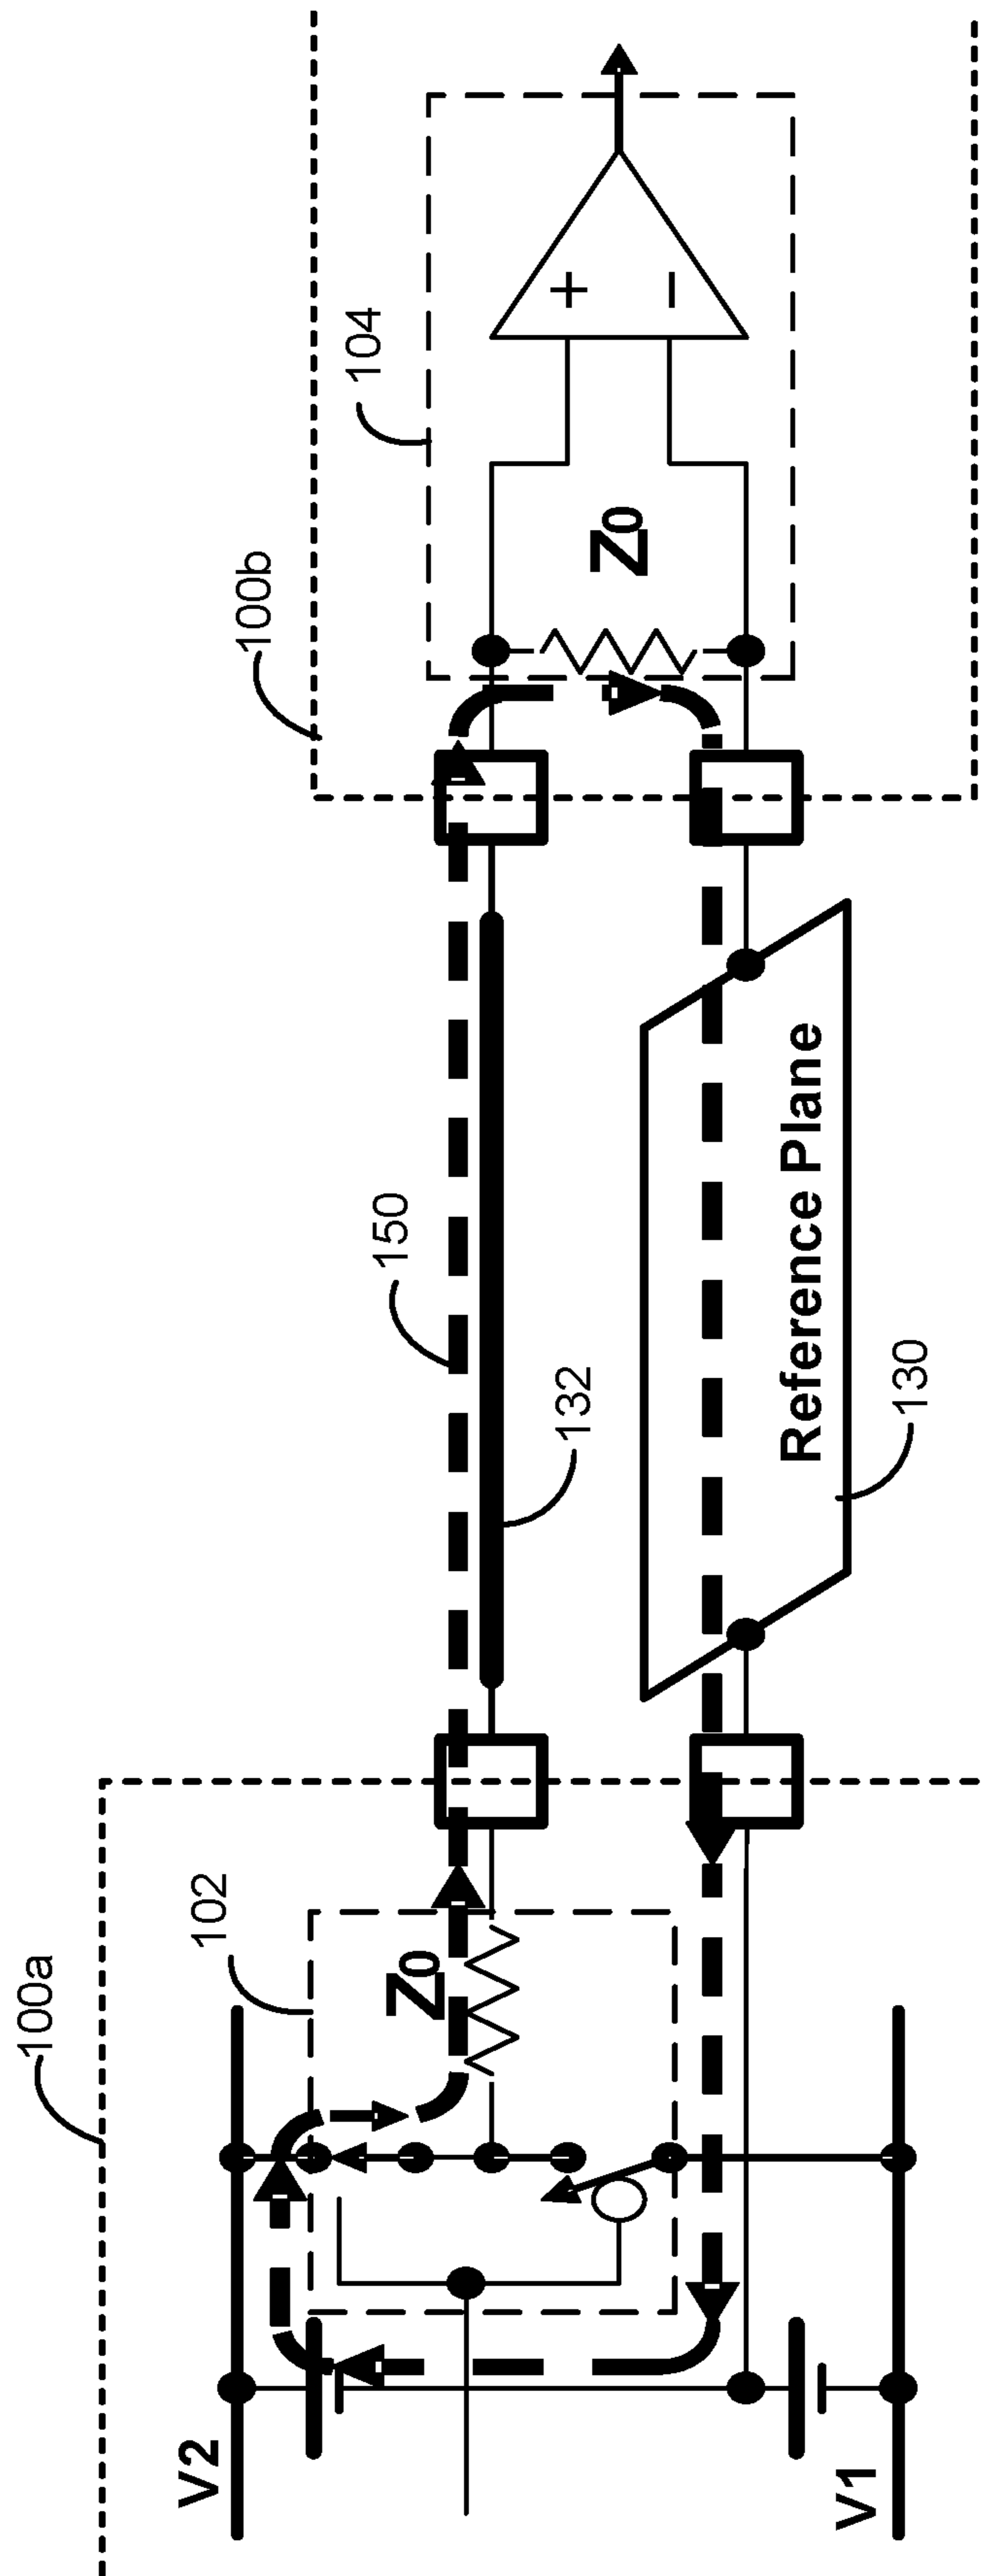 100a
100b
102
104
V2
Z0
150
132
Z0
+
−
Reference Plane
130
V1